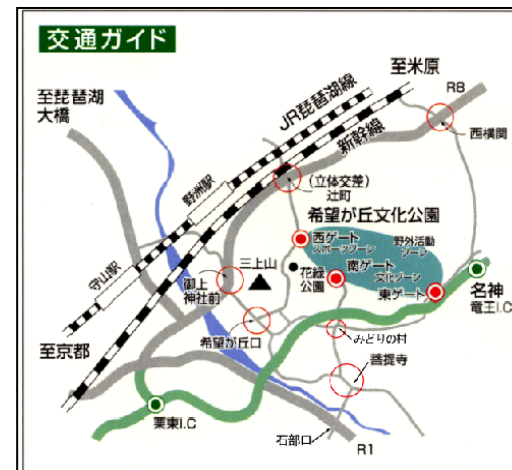 交通ガイド
至米原
R8
至琵琶湖
大橋
JR琵琶湖線
新幹線
西横関
野洲駅
(立体交差)
辻町
希望が丘文化公園
西ゲート
スポーツゾーン
野外活動
ゾーン
守山駅
三上山
花緑
公園
南ゲート
文化ゾーン
御上
神社前
東ゲート
名神
竜王I.C
希望が丘口
みどりの村
至京都
菩提寺
栗東I.C
石部口
R1